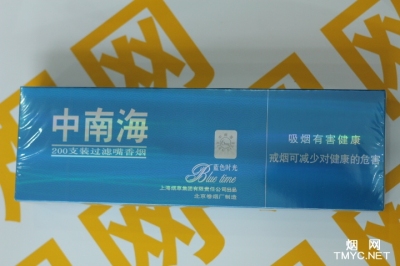 中南海
200支装过滤嘴香烟
蓝色时光
Blue time
上海烟草集团有限责任公司出品
北京卷烟厂制造
吸烟有害健康
戒烟可减少对健康的危害
烟网
TMYC.NET